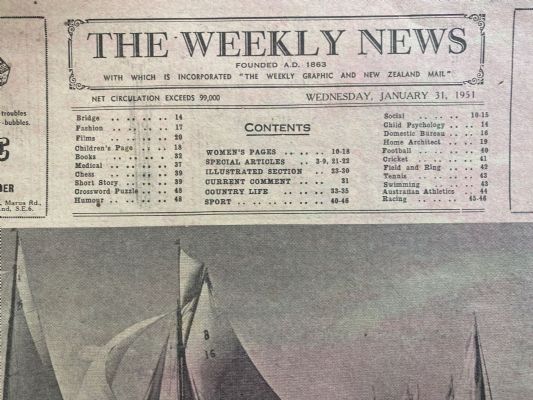 THE WEEKLY NEWS
FOUNDED A.D. 1863
WITH WHICH IS INCORPORATED "THE WEEKLY GRAPHIC AND NEW ZEALAND MAIL"
NET CIRCULATION EXCEEDS 99,000
WEDNESDAY, JANUARY 31, 1951
Bridge .. .. .. .. 14
Fashion .. .. .. .. 17
Films .. .. .. .. 20
Children's Page .. .. 18
Books .. .. .. .. 32
Medical .. .. .. .. 37
Chess .. .. .. .. 39
Short Story .. .. .. 39
Crossword Puzzle .. .. 48
Humour .. .. .. .. 48
CONTENTS
WOMEN'S PAGES .. .. .. 10-18
SPECIAL ARTICLES .. 3-9, 21-22
ILLUSTRATED SECTION .. 23-30
CURRENT COMMENT .. .. .. 31
COUNTRY LIFE .. .. .. 33-35
SPORT .. .. .. .. .. 40-46
Social .. .. .. .. 10-15
Child Psychology .. .. 14
Domestic Bureau .. .. 16
Home Architect .. .. 19
Football .. .. .. .. 40
Cricket .. .. .. .. 41
Field and Ring .. .. 42
Tennis .. .. .. .. 43
Swimming .. .. .. .. 43
Australian Athletics .. 44
Racing .. .. .. .. 45-46
troubles
bubbles.
DER
Marua Rd.,
nd, S.E.6.
8
16